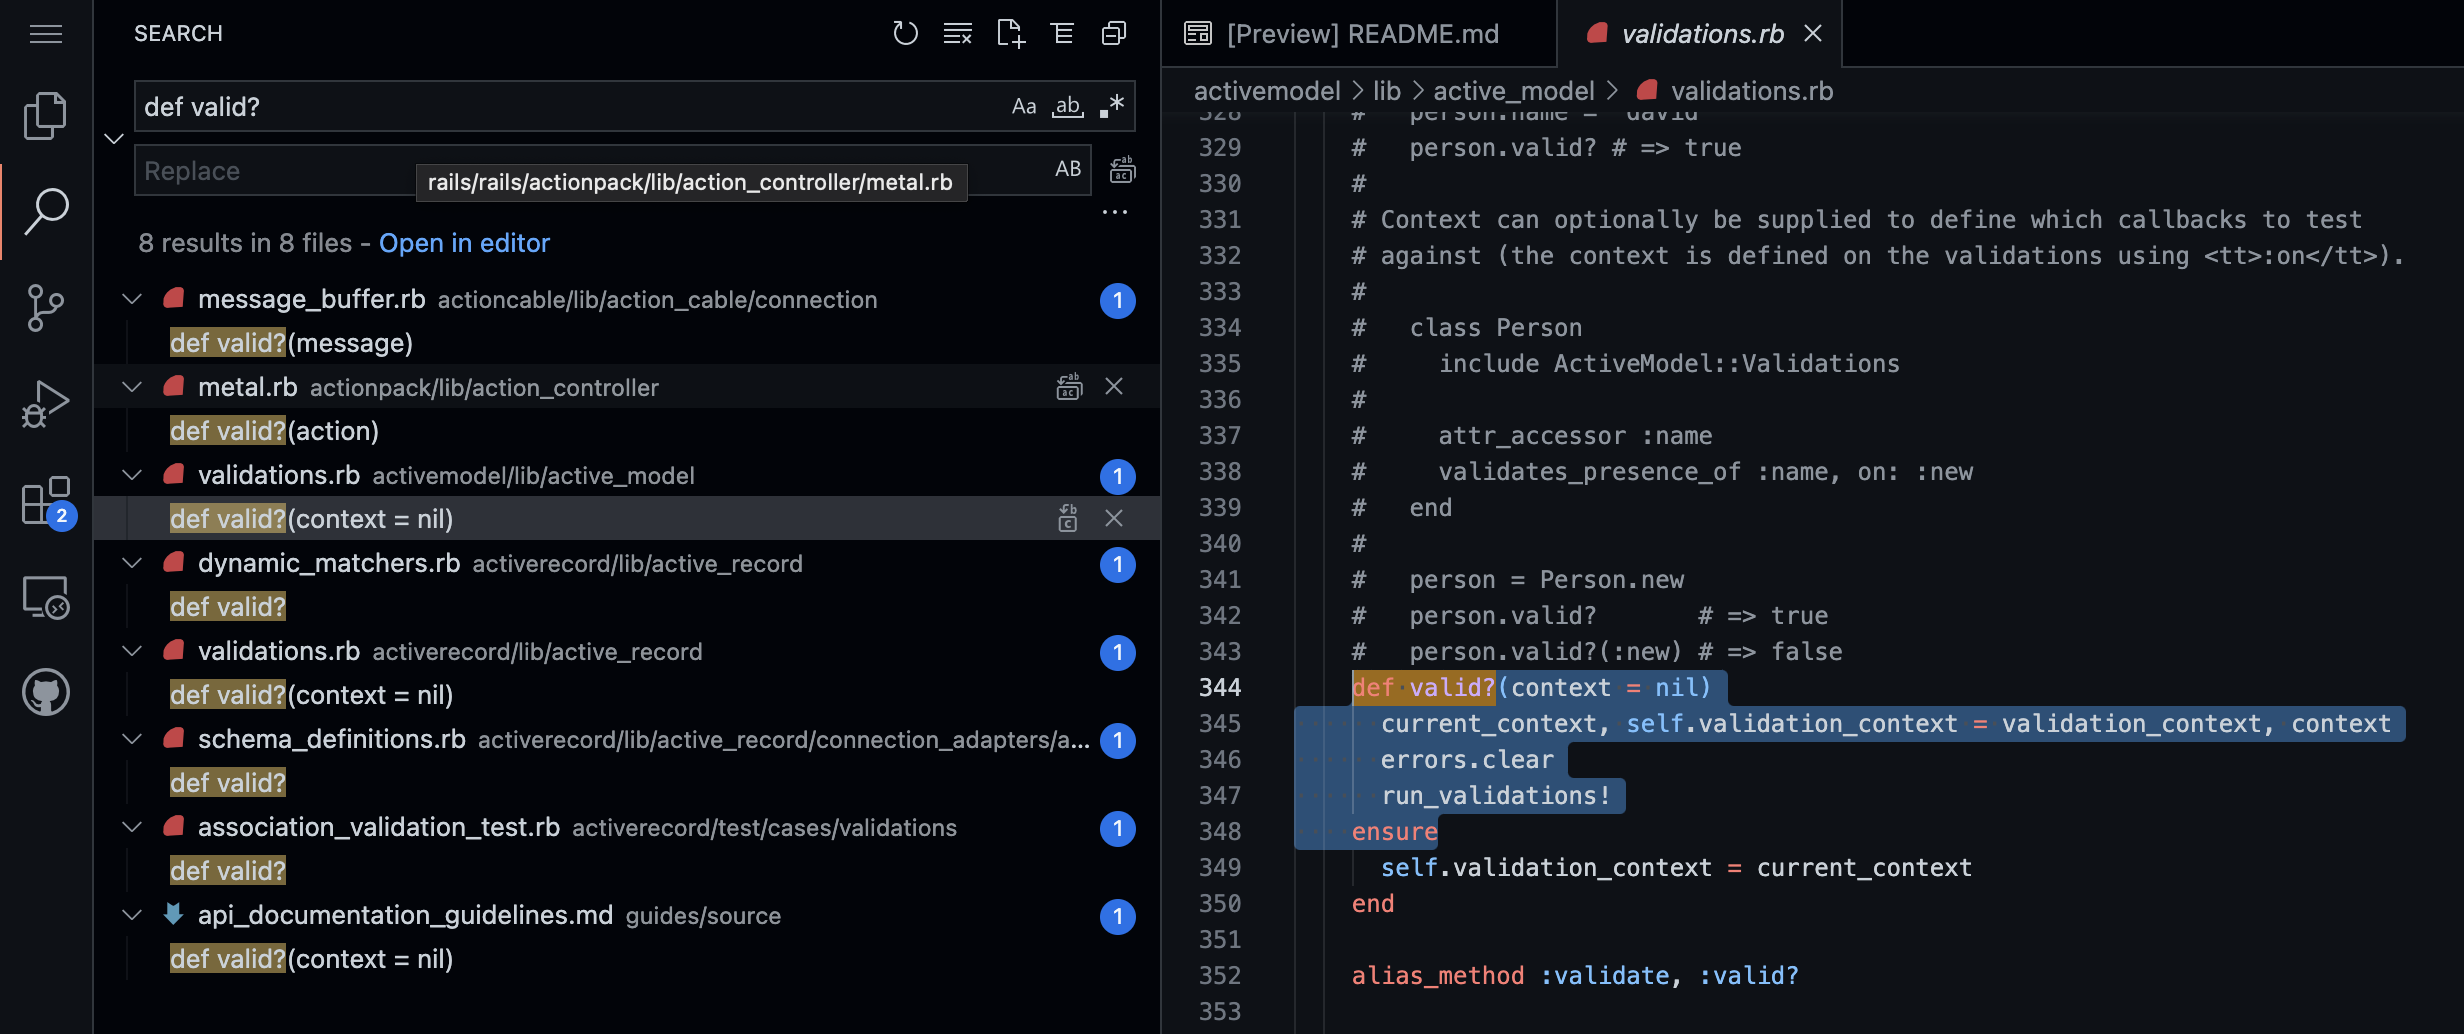 SEARCH
def valid?
Aa
ab
.*
Replace
AB
rails/rails/actionpack/lib/action_controller/metal.rb
8 results in 8 files - Open in editor
message_buffer.rb actioncable/lib/action_cable/connection 1
def valid?(message)
metal.rb actionpack/lib/action_controller
def valid?(action)
validations.rb activemodel/lib/active_model 1
def valid?(context = nil)
dynamic_matchers.rb activerecord/lib/active_record 1
def valid?
validations.rb activerecord/lib/active_record 1
def valid?(context = nil)
schema_definitions.rb activerecord/lib/active_record/connection_adapters/a... 1
def valid?
association_validation_test.rb activerecord/test/cases/validations 1
def valid?
api_documentation_guidelines.md guides/source 1
def valid?(context = nil)
2
[Preview] README.md
validations.rb
activemodel > lib > active_model > validations.rb
328 #   person.name = "david"
329 #   person.valid? # => true
330 #
331 # Context can optionally be supplied to define which callbacks to test
332 # against (the context is defined on the validations using <tt>:on</tt>).
333 #
334 #   class Person
335 #     include ActiveModel::Validations
336 #
337 #     attr_accessor :name
338 #     validates_presence_of :name, on: :new
339 #   end
340 #
341 #   person = Person.new
342 #   person.valid?       # => true
343 #   person.valid?(:new) # => false
344 def valid?(context = nil)
345   current_context, self.validation_context = validation_context, context
346   errors.clear
347   run_validations!
348 ensure
349   self.validation_context = current_context
350 end
351
352 alias_method :validate, :valid?
353